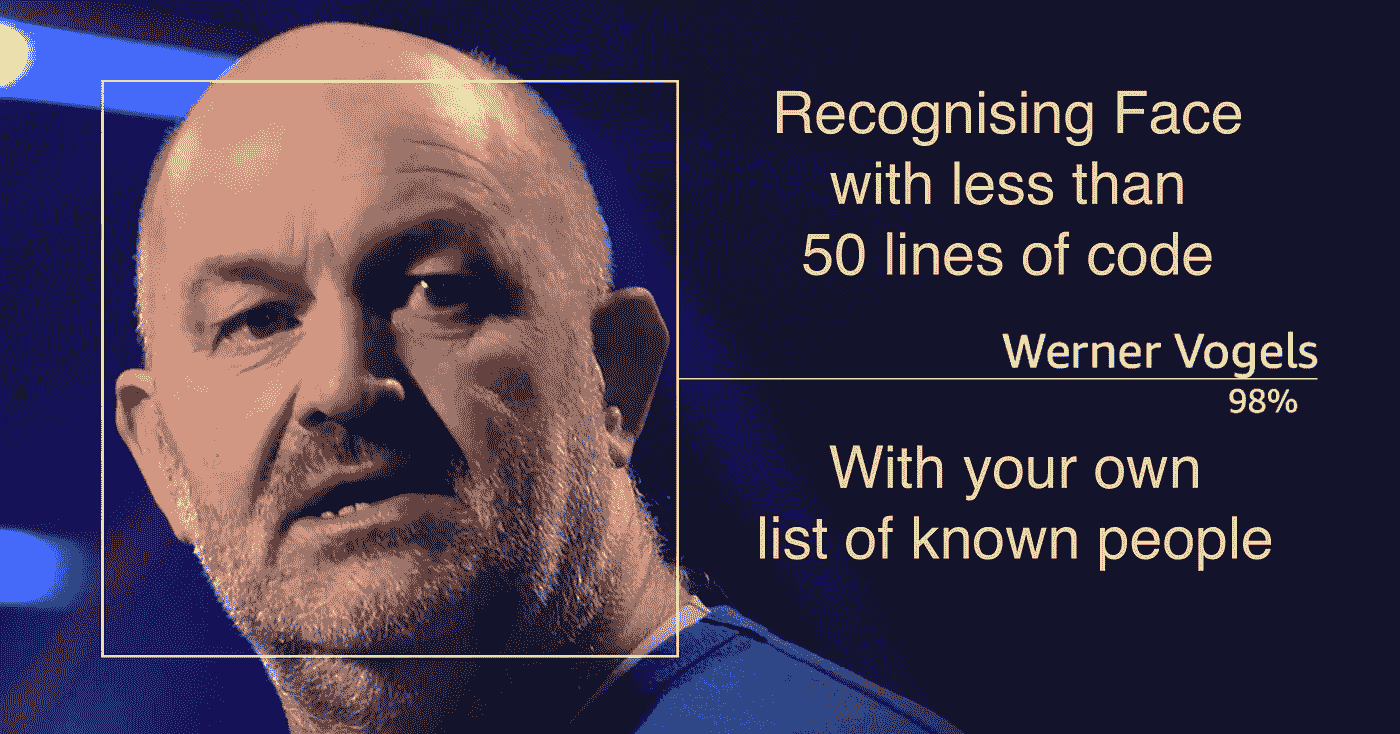 Recognising Face
with less than
50 lines of code
Werner Vogels
98%
With your own
list of known people